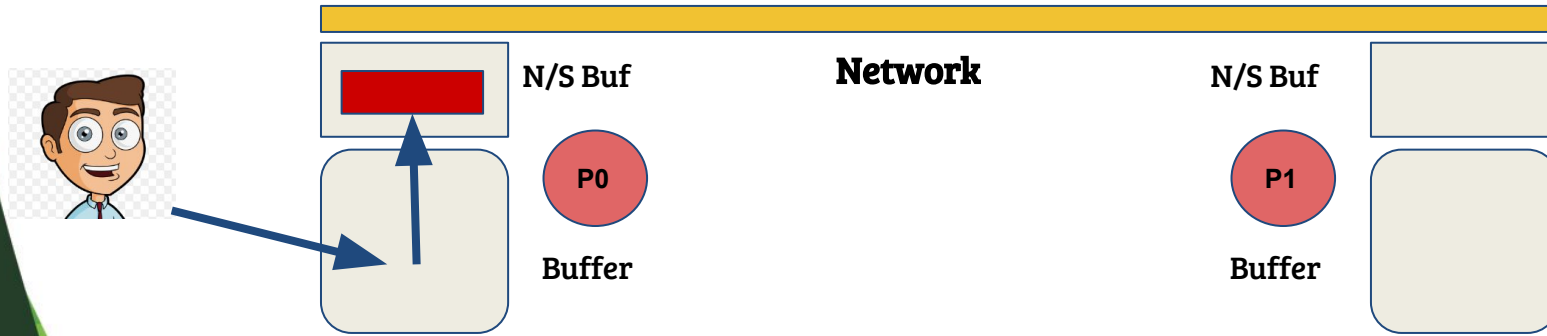 N/S Buf
Network
N/S Buf
P0
P1
Buffer
Buffer